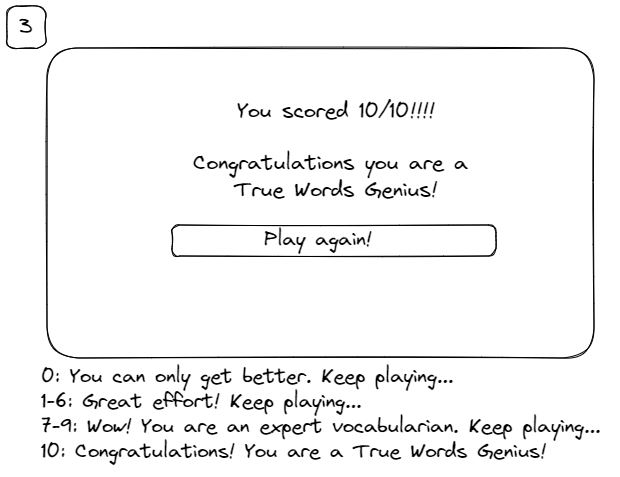 3
You scored 10/10!!!!
Congratulations you are a
True Words Genius!
Play again!
0: You can only get better. Keep playing...
1-6: Great effort! Keep playing...
7-9: Wow! You are an expert vocabularian. Keep playing...
10: Congratulations! You are a True Words Genius!